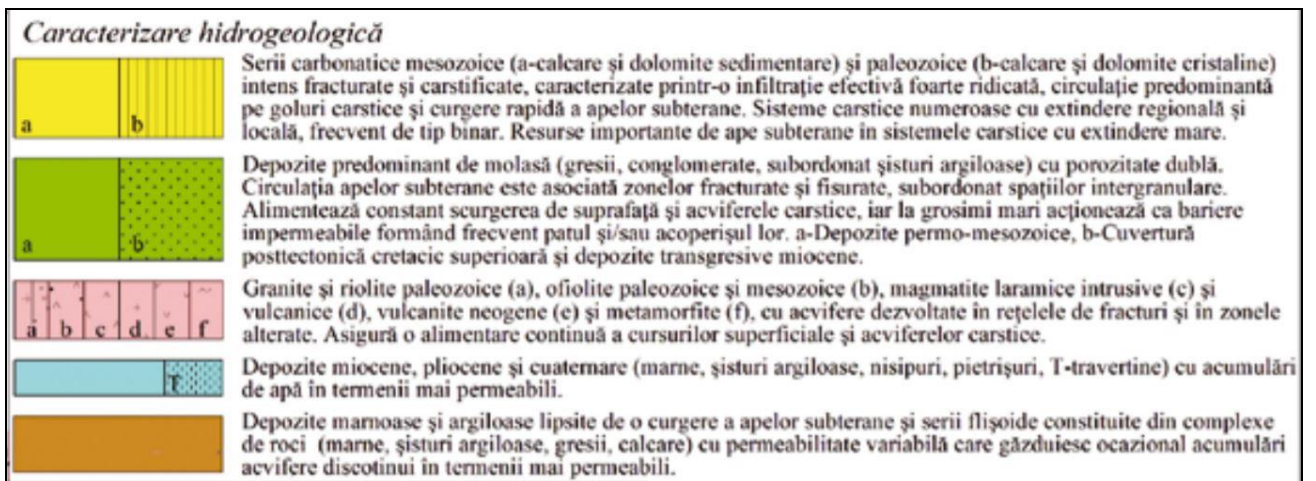 Caracterizare hidrogeologică
a b
Serii carbonatice mesozoice (a-calcare şi dolomite sedimentare) şi paleozoice (b-calcare şi dolomite cristaline)
intens fracturate şi carstificate, caracterizate printr-o infiltraţie efectivă foarte ridicată, circulaţie predominantă
pe goluri carstice şi curgere rapidă a apelor subterane. Sisteme carstice numeroase cu extindere regională şi
locală, frecvent de tip binar. Resurse importante de ape subterane în sistemele carstice cu extindere mare.
a b
Depozite predominant de molasă (gresii, conglomerate, subordonat şisturi argiloase) cu porozitate dublă.
Circulaţia apelor subterane este asociată zonelor fracturate şi fisurate, subordonat spaţiilor intergranulare.
Alimentează constant scurgerea de suprafaţă şi acviferele carstice, iar la grosimi mari acţionează ca bariere
impermeabile formând frecvent patul şi/sau acoperişul lor. a-Depozite permo-mesozoice, b-Cuvertură
posttectonică cretacic superioară şi depozite transgresive miocene.
a b c d e f
Granite şi riolite paleozoice (a), ofiolite paleozoice şi mesozoice (b), magmatite laramice intrusive (c) şi
vulcanice (d), vulcanite neogene (e) şi metamorfite (f), cu acvifere dezvoltate în reţelele de fracturi şi în zonele
alterate. Asigură o alimentare continuă a cursurilor superficiale şi acviferelor carstice.
T
Depozite miocene, pliocene şi cuaternare (marne, şisturi argiloase, nisipuri, pietrişuri, T-travertine) cu acumulări
de apă în termenii mai permeabili.
Depozite marnoase şi argiloase lipsite de o curgere a apelor subterane şi serii flişoide constituite din complexe
de roci (marne, şisturi argiloase, gresii, calcare) cu permeabilitate variabilă care găzduiesc ocazional acumulări
acvifere discotinui în termenii mai permeabili.